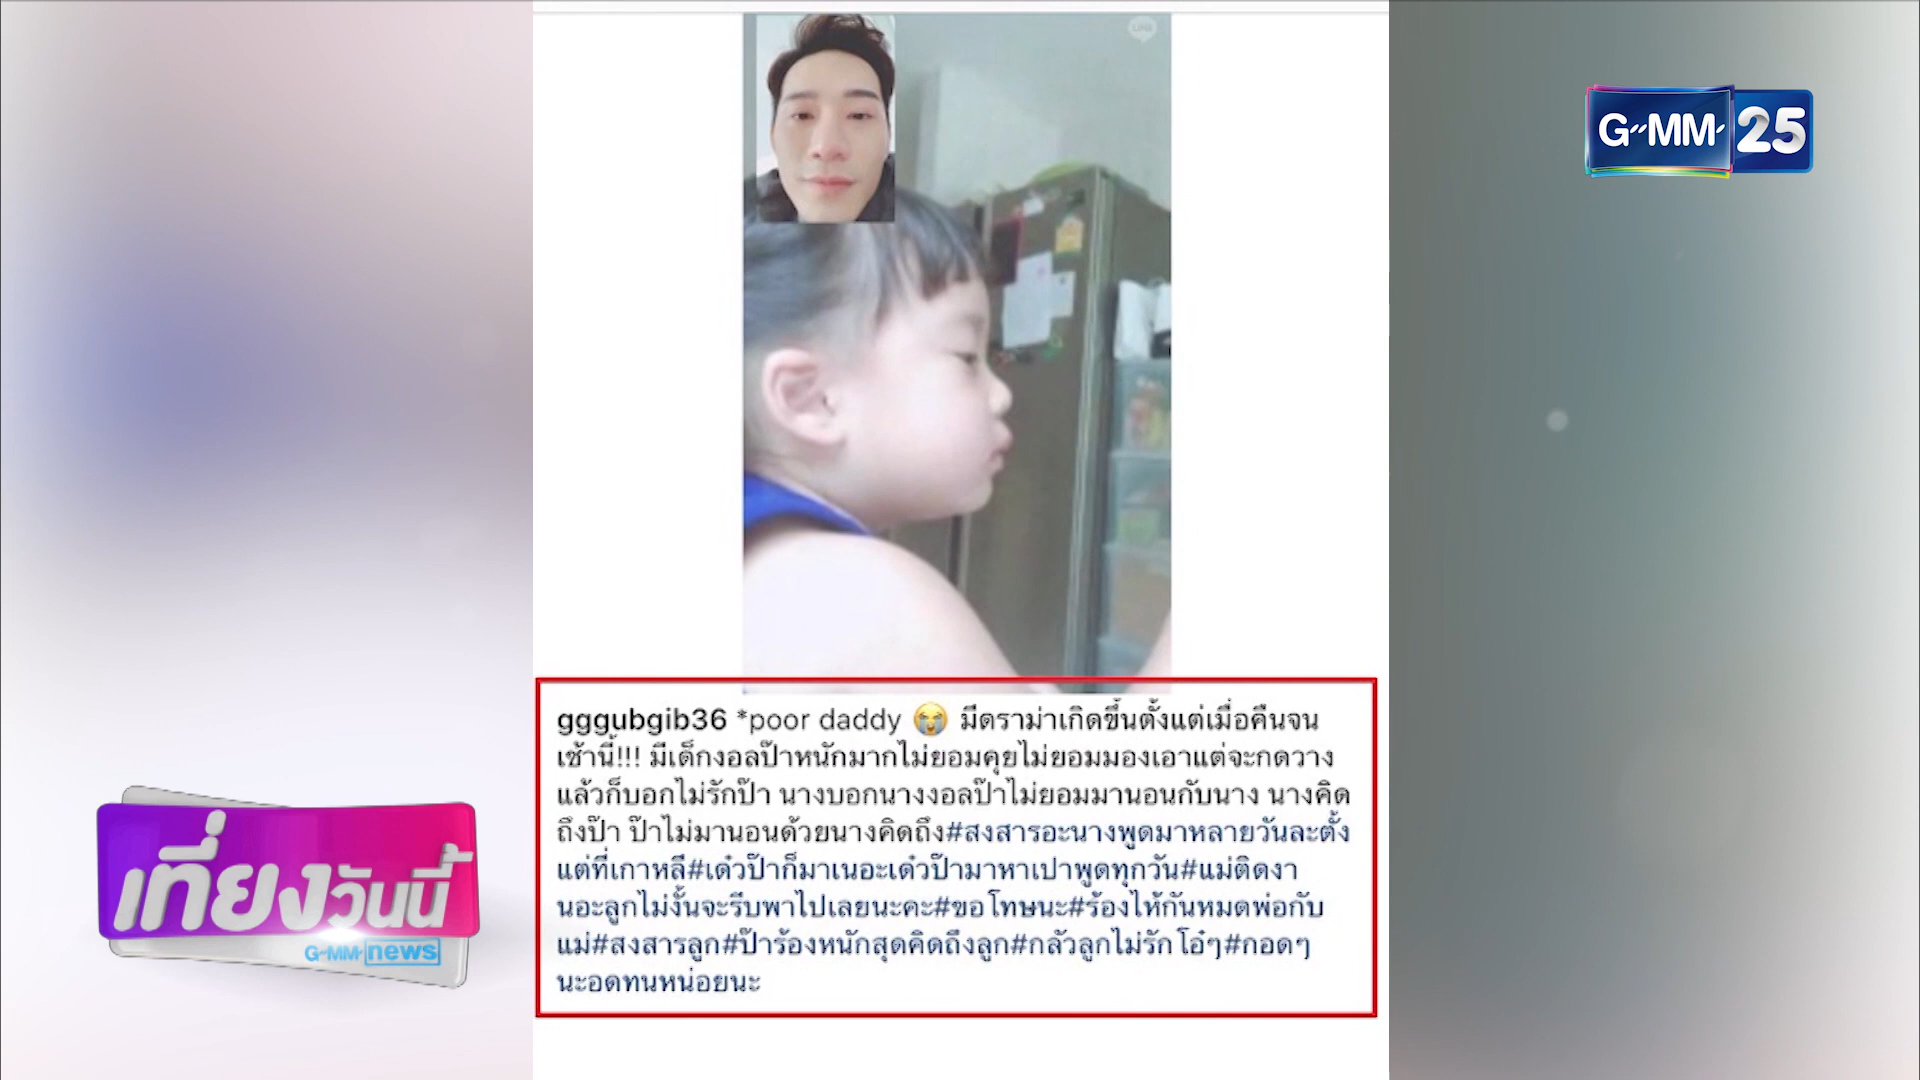 LINE
G-MM 25
gggubgib36 *poor daddy 😭 มีดราม่าเกิดขึ้นตั้งแต่เมื่อคืนจน
เช้านี้!!! มีเด็กงอลป๊าหนักมากไม่ยอมคุยไม่ยอมมองเอาแต่จะกดวาง
แล้วก็บอกไม่รักป๊า นางบอกนางงอลป๊าไม่ยอมมานอนกับนาง นางคิด
ถึงป๊า ป๊าไม่มานอนด้วยนางคิดถึง#สงสารอะนางพูดมาหลายวันละตั้ง
แต่ที่เกาหลี#เด๋วป๊าก็มาเนอะเด๋วป๊ามาหาเปาพูดทุกวัน#แม่ติดงา
นอะลูกไม่งั้นจะรีบพาไปเลยนะคะ#ขอโทษนะ#ร้องไห้กันหมดพ่อกับ
แม่#สงสารลูก#ป๊าร้องหนักสุดคิดถึงลูก#กลัวลูกไม่รัก โอ๋ๆ#กอดๆ
นะอดทนหน่อยนะ
เที่ยงวันนี้
G-MM news